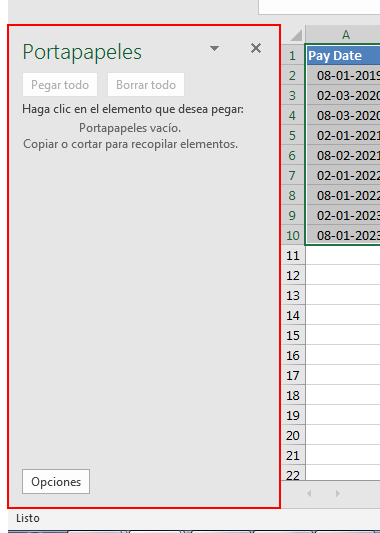 Portapapeles
Pegar todo Borrar todo
Haga clic en el elemento que desea pegar:
Portapapeles vacío.
Copiar o cortar para recopilar elementos.
Opciones
Listo
A
1 Pay Date
2 08-01-2019
3 02-03-2020
4 08-03-2020
5 02-01-2021
6 08-02-2021
7 02-01-2022
8 08-01-2022
9 02-01-2023
10 08-01-2023
11
12
13
14
15
16
17
18
19
20
21
22